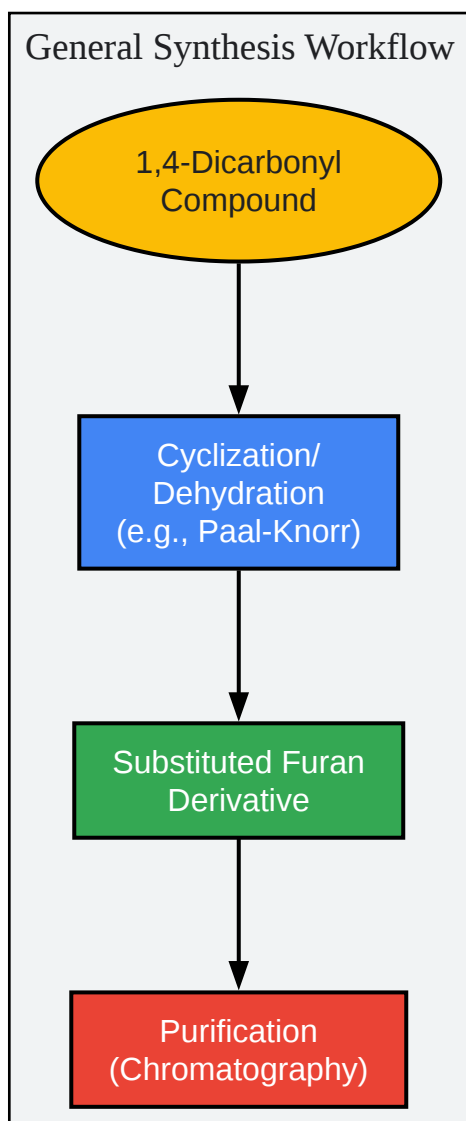 General Synthesis Workflow
1,4-Dicarbonyl
Compound
Cyclization/
Dehydration
(e.g., Paal-Knorr)
Substituted Furan
Derivative
Purification
(Chromatography)